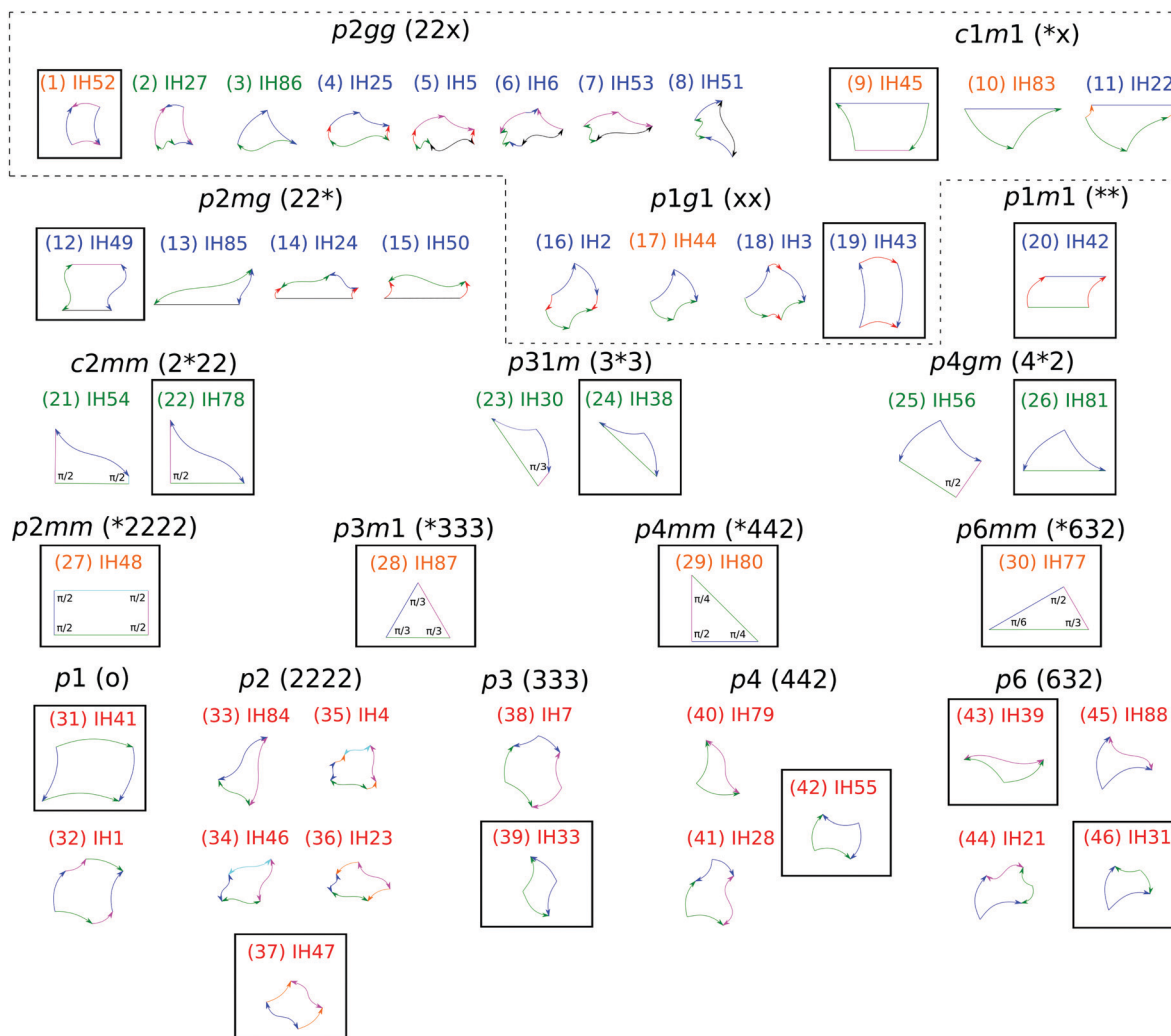 p2gg (22x)
c1m1 (*x)
(1) IH52 (2) IH27 (3) IH86 (4) IH25 (5) IH5 (6) IH6 (7) IH53 (8) IH51
(9) IH45 (10) IH83 (11) IH22
p2mg (22*)
p1g1 (xx)
p1m1 (**)
(12) IH49 (13) IH85 (14) IH24 (15) IH50
(16) IH2 (17) IH44 (18) IH3 (19) IH43
(20) IH42
c2mm (2*22)
p31m (3*3)
p4gm (4*2)
(21) IH54 (22) IH78
π/2 π/2 π/2
(23) IH30 (24) IH38
π/3
(25) IH56 (26) IH81
π/2
p2mm (*2222)
p3m1 (*333)
p4mm (*442)
p6mm (*632)
(27) IH48
π/2 π/2
π/2 π/2
(28) IH87
π/3
π/3 π/3
(29) IH80
π/4
π/2 π/4
(30) IH77
π/2
π/6 π/3
p1 (o)
p2 (2222)
p3 (333)
p4 (442)
p6 (632)
(31) IH41
(32) IH1
(33) IH84 (35) IH4
(34) IH46 (36) IH23
(37) IH47
(38) IH7
(39) IH33
(40) IH79
(42) IH55
(41) IH28
(43) IH39 (45) IH88
(44) IH21 (46) IH31